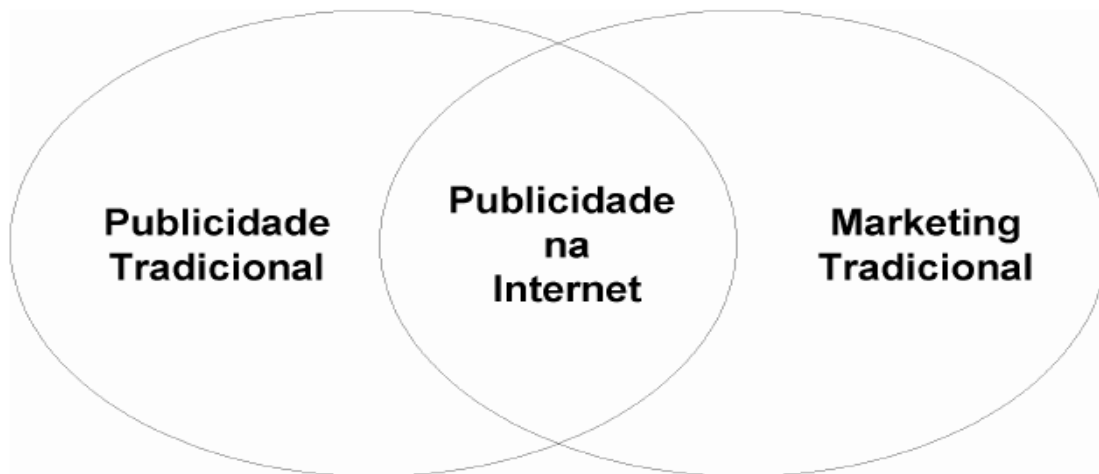 Publicidade
Tradicional
Publicidade
na
Internet
Marketing
Tradicional